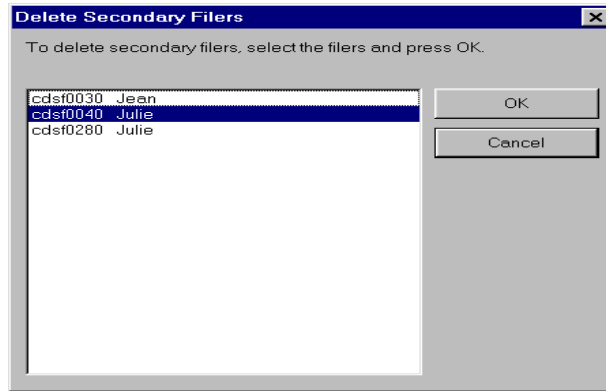 Delete Secondary Filers
To delete secondary filers, select the filers and press OK.
cdsf0030 Jean
cdsf0040 Julie
cdsf0280 Julie
OK
Cancel